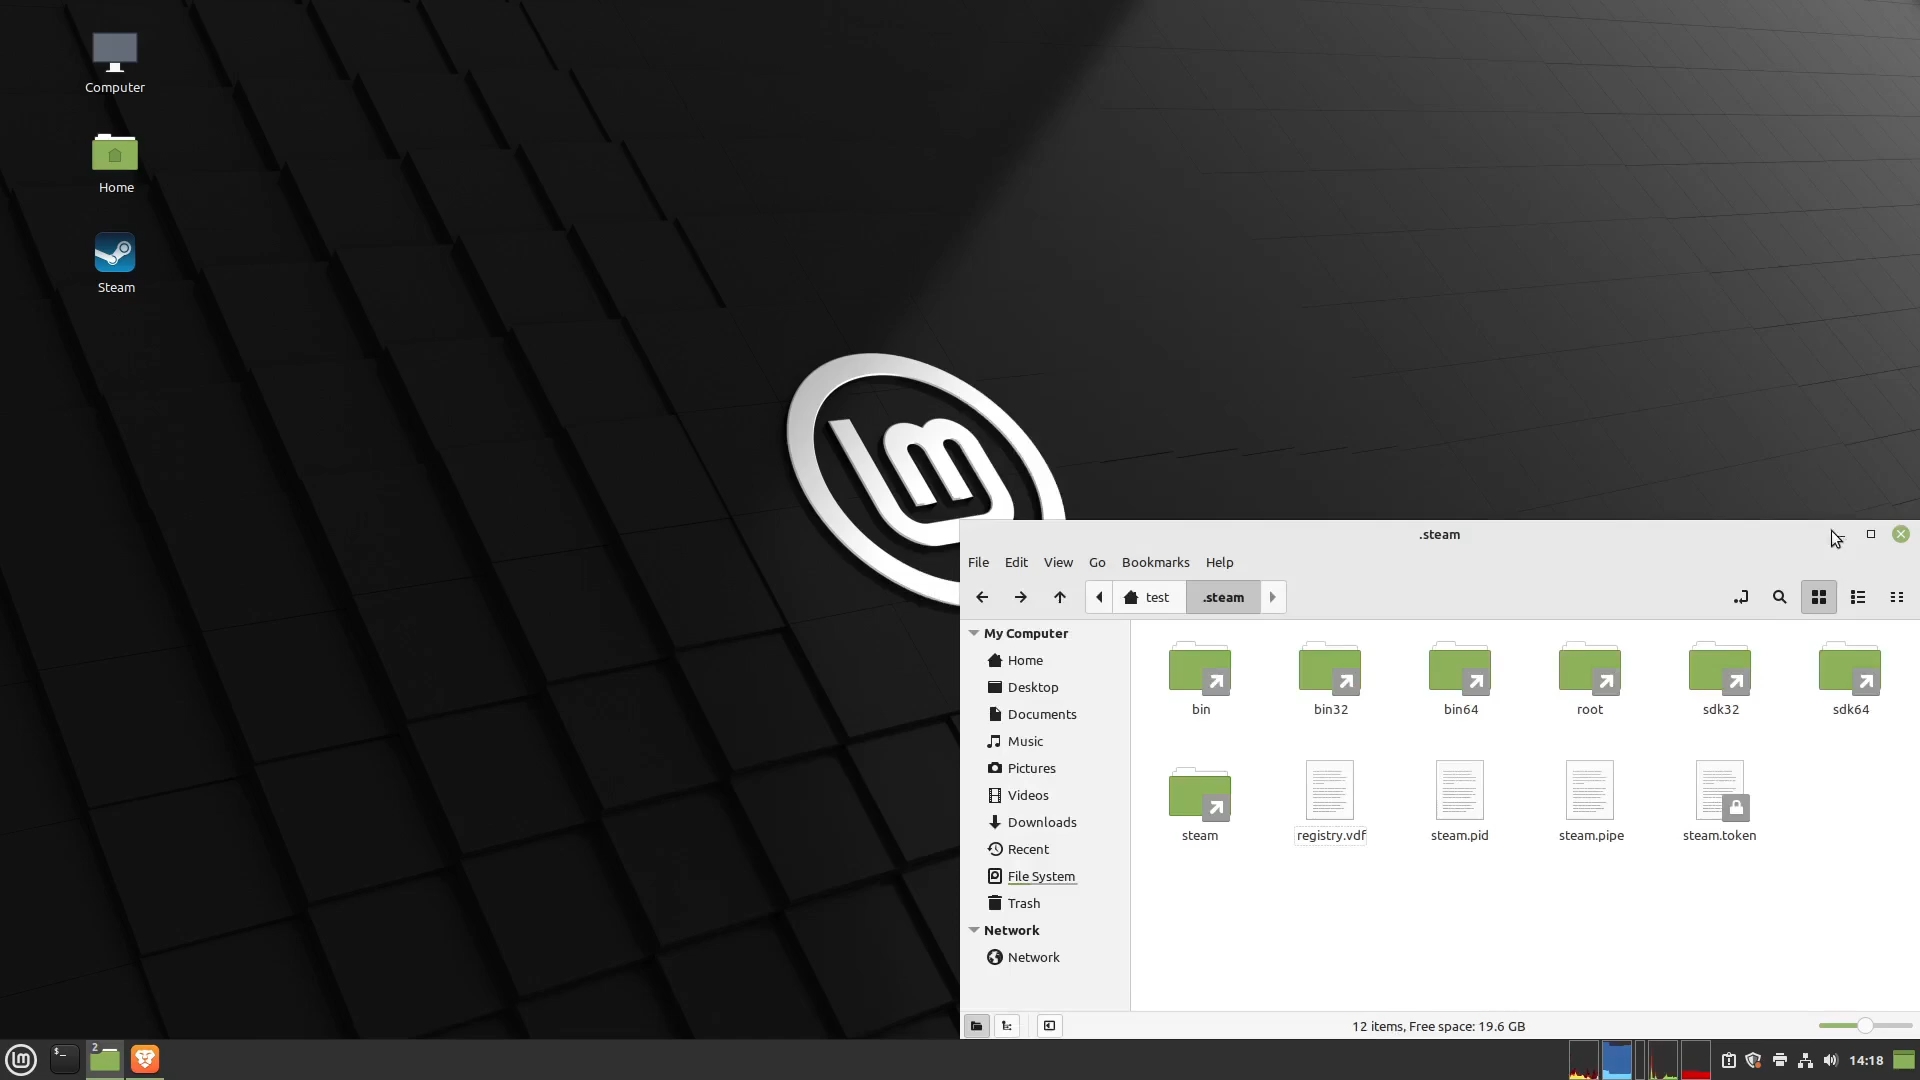 Computer
Home
Steam
.steam
File Edit View Go Bookmarks Help
test .steam
My Computer
Home
Desktop
Documents
Music
Pictures
Videos
Downloads
Recent
File System
Trash
Network
Network
bin bin32 bin64 root sdk32 sdk64
steam registry.vdf steam.pid steam.pipe steam.token
12 items, Free space: 19.6 GB
2
14:18